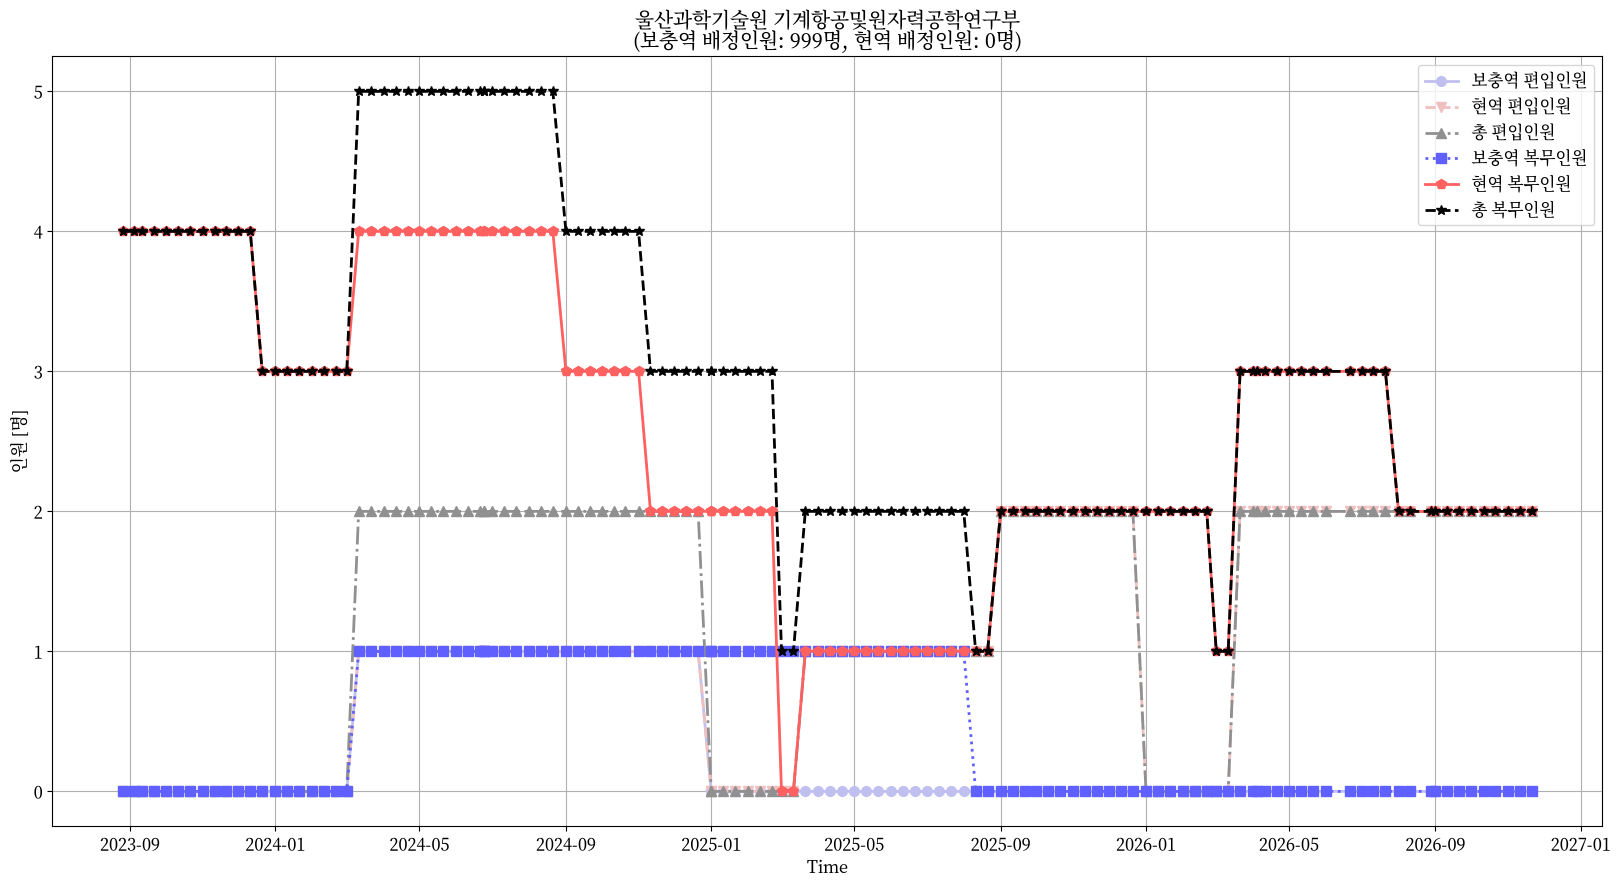 울산과학기술원 기계항공및원자력공학연구부
(보충역 배정인원: 999명, 현역 배정인원: 0명)
보충역 편입인원
현역 편입인원
총 편입인원
보충역 복무인원
현역 복무인원
총 복무인원
인원 [명]
5
4
3
2
1
0
2023-09
2024-01
2024-05
2024-09
2025-01
2025-05
2025-09
2026-01
2026-05
2026-09
2027-01
Time